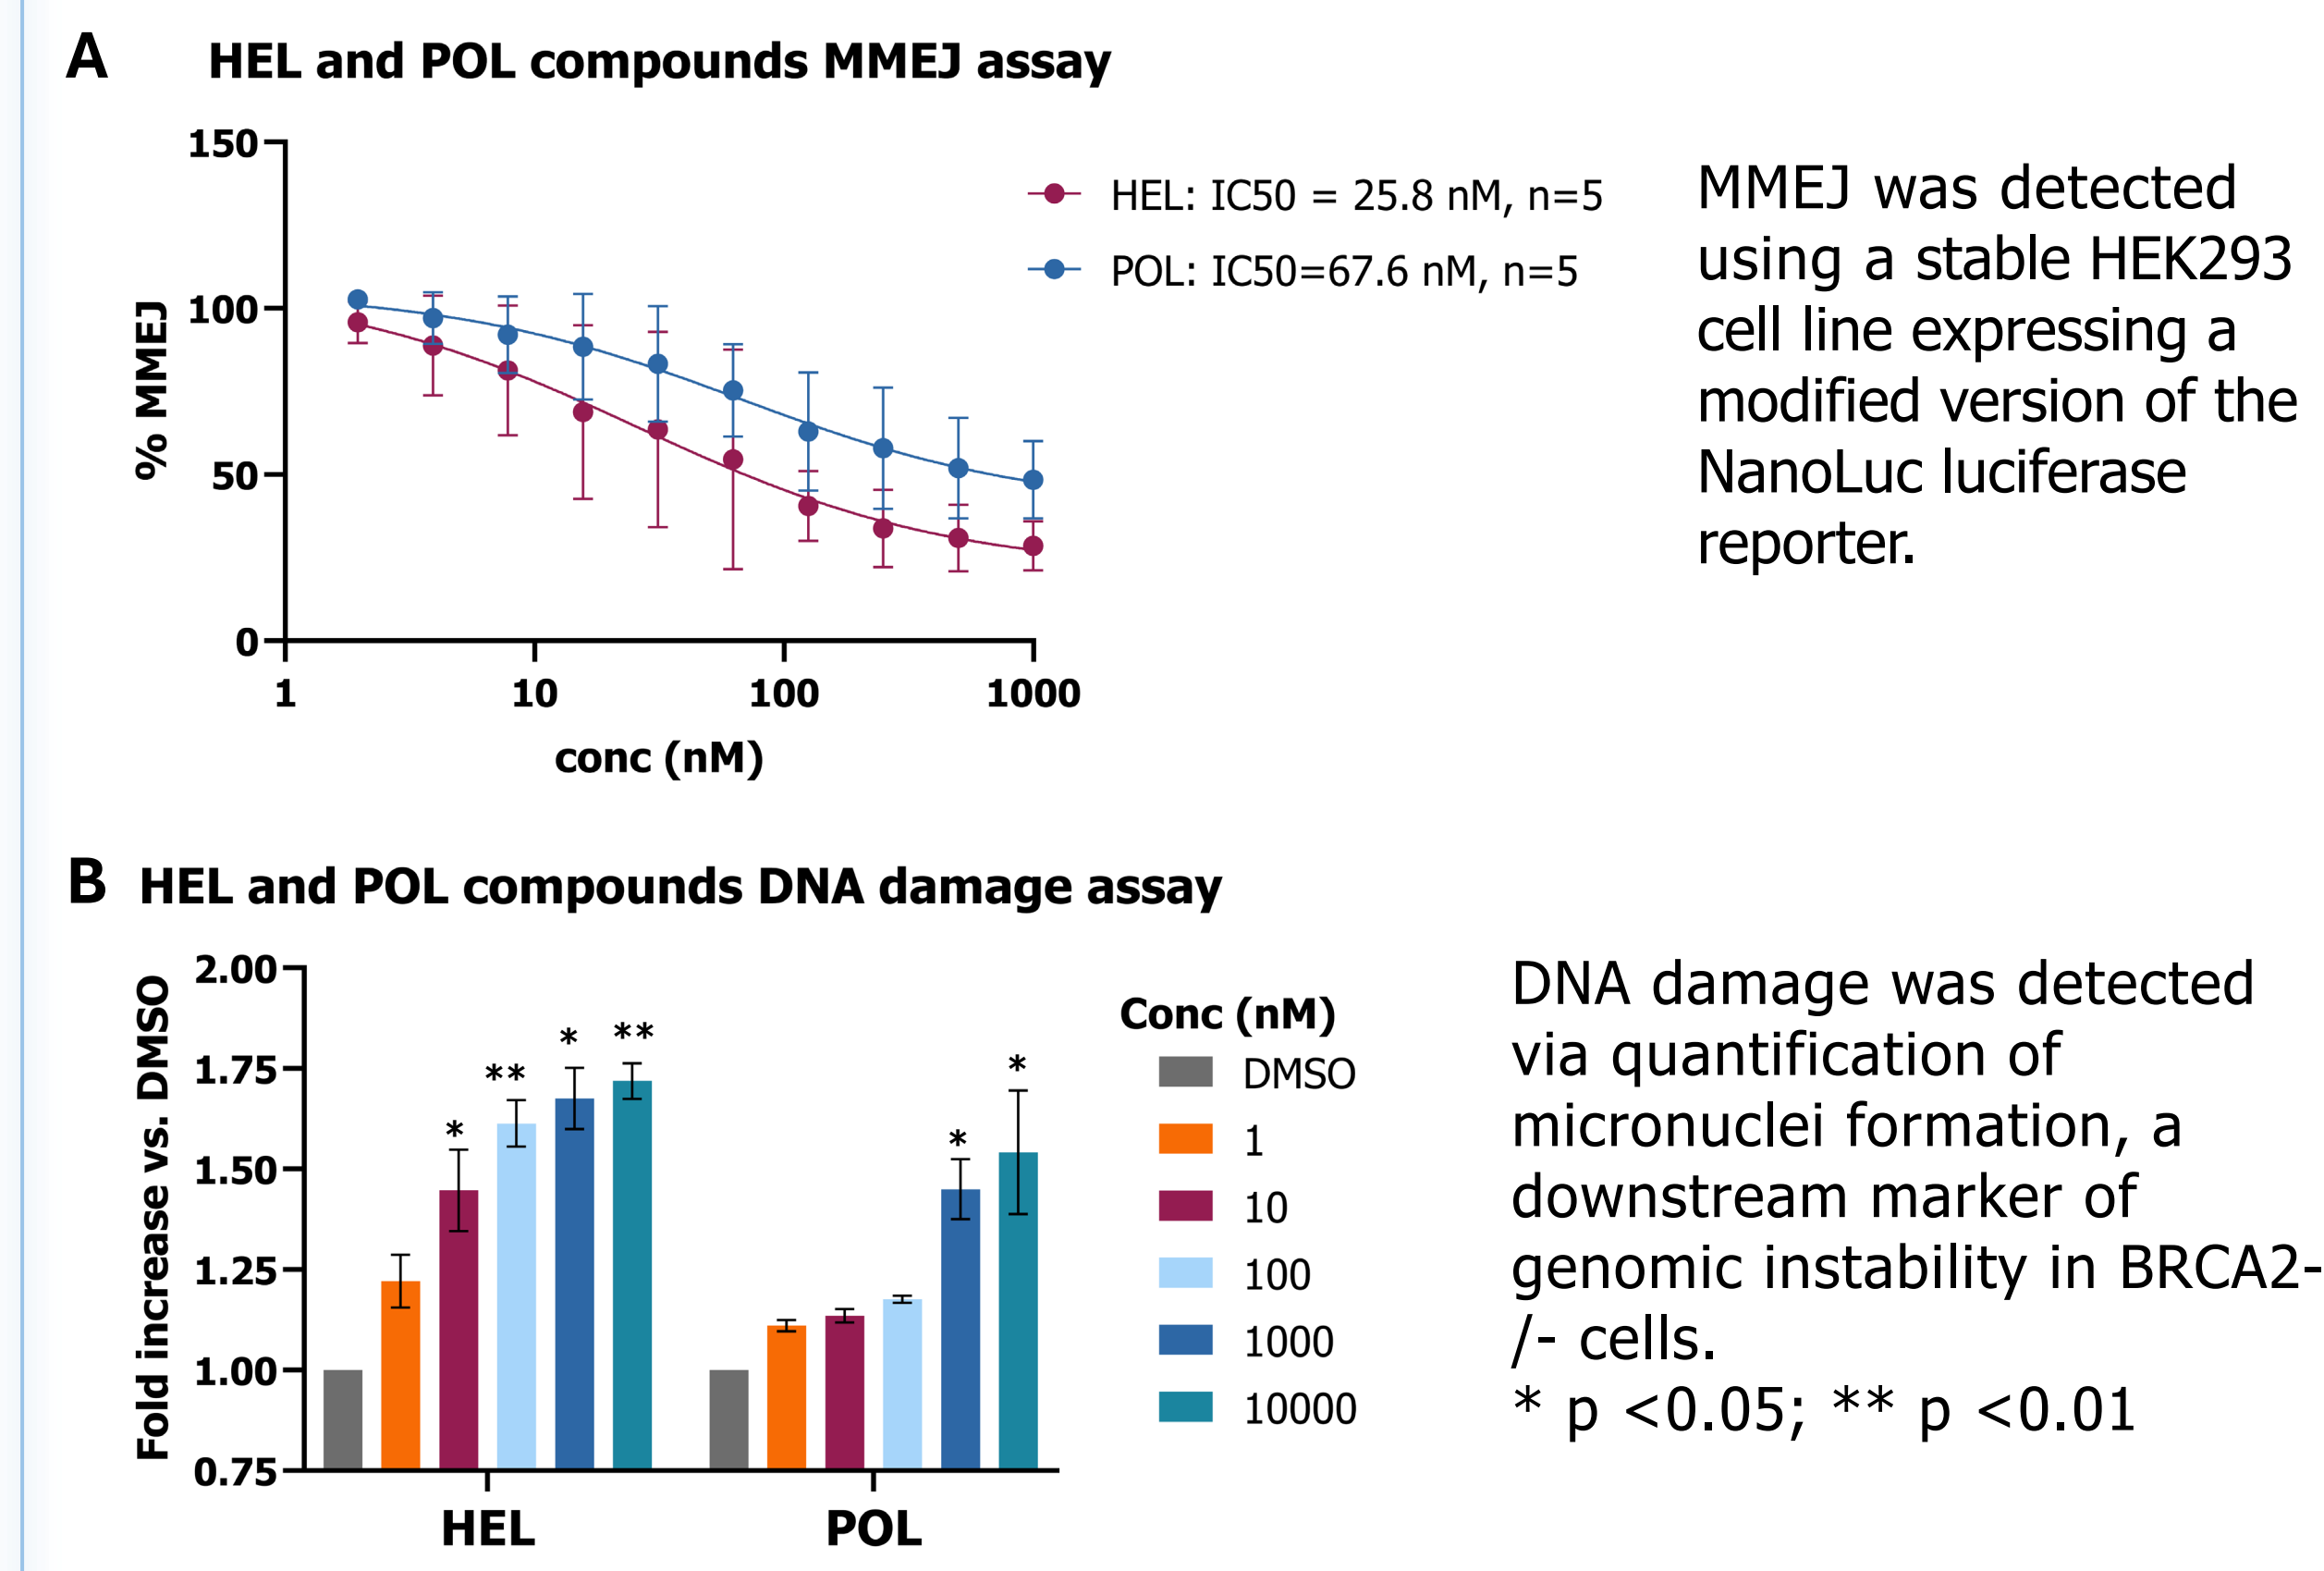 A HEL and POL compounds MMEJ assay
% MMEJ
150
100
50
0
1 10 100 1000
conc (nM)
HEL: IC50 = 25.8 nM, n=5
POL: IC50=67.6 nM, n=5
MMEJ was detected
using a stable HEK293
cell line expressing a
modified version of the
NanoLuc luciferase
reporter.
B HEL and POL compounds DNA damage assay
Fold increase vs. DMSO
2.00
1.75
1.50
1.25
1.00
0.75
* ** * **
* *
HEL POL
Conc (nM)
DMSO
1
10
100
1000
10000
DNA damage was detected
via quantification of
micronuclei formation, a
downstream marker of
genomic instability in BRCA2-
/- cells.
* p <0.05; ** p <0.01